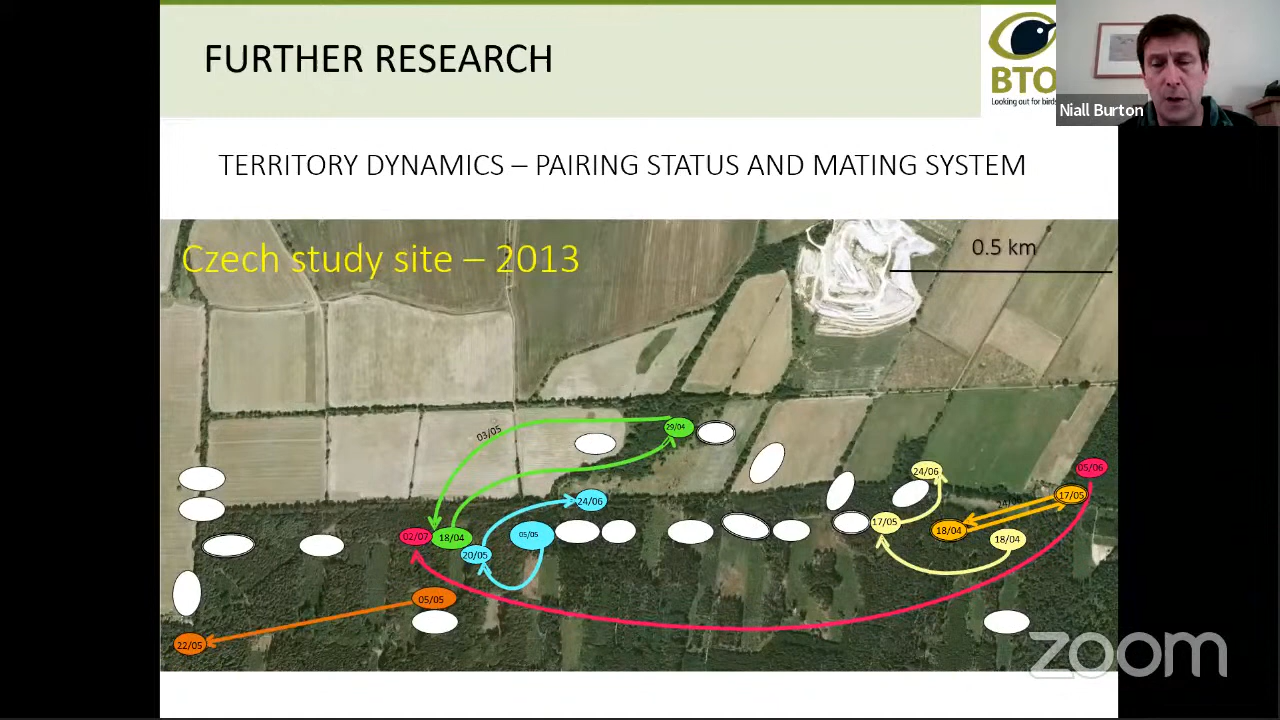 FURTHER RESEARCH
BTO
Looking out for birds
Niall Burton
TERRITORY DYNAMICS – PAIRING STATUS AND MATING SYSTEM
Czech study site – 2013
0.5 km
03/05
29/04
24/06
05/06
17/05
24/06
02/07
18/04
20/05
05/05
17/05
18/04
18/04
05/05
22/05
zoom